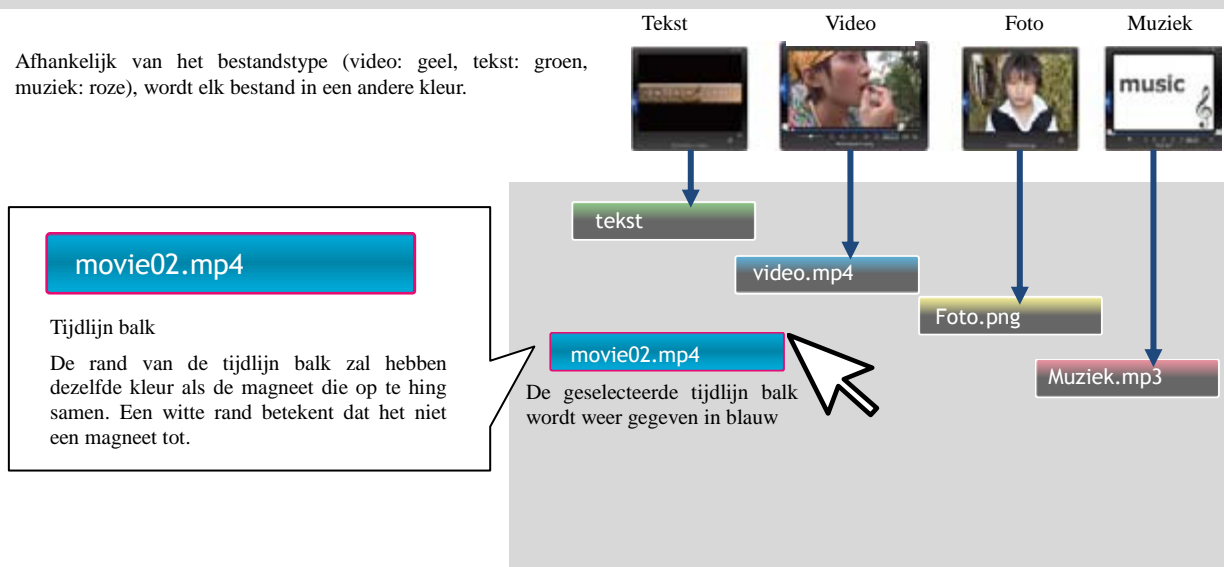 Tekst Video Foto Muziek
Afhankelijk van het bestandstype (video: geel, tekst: groen,
muziek: roze), wordt elk bestand in een andere kleur.
music
tekst
video.mp4
Foto.png
Muziek.mp3
movie02.mp4
Tijdlijn balk
De rand van de tijdlijn balk zal hebben
dezelfde kleur als de magneet die op te hing
samen. Een witte rand betekent dat het niet
een magneet tot.
movie02.mp4
De geselecteerde tijdlijn balk
wordt weer gegeven in blauw